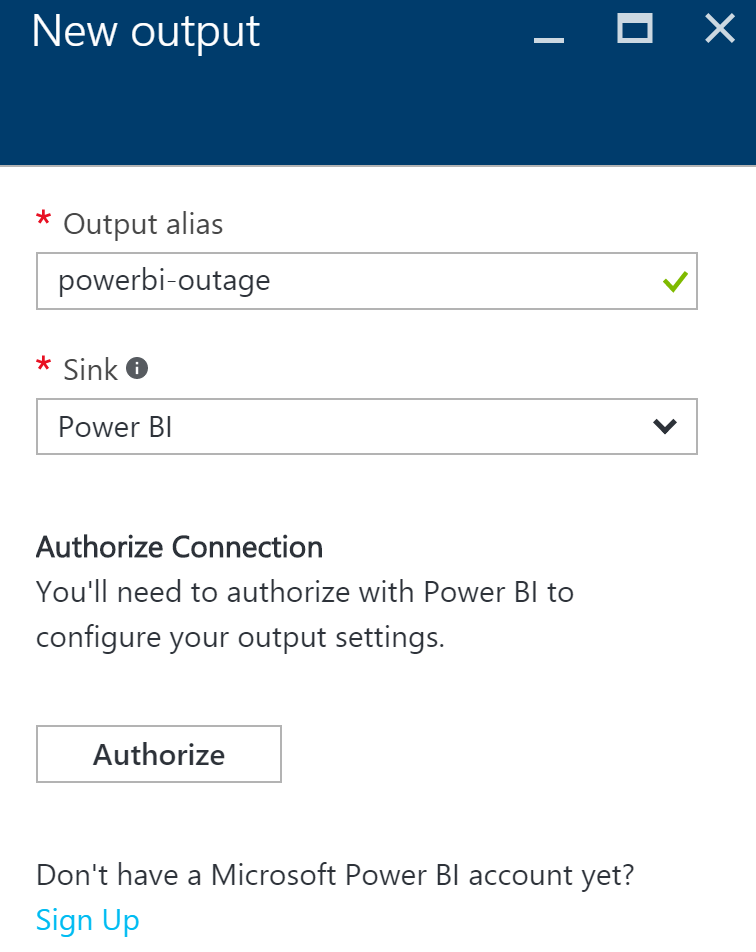 New output
* Output alias
powerbi-outage
* Sink
Power BI
Authorize Connection
You'll need to authorize with Power BI to
configure your output settings.
Authorize
Don't have a Microsoft Power BI account yet?
Sign Up